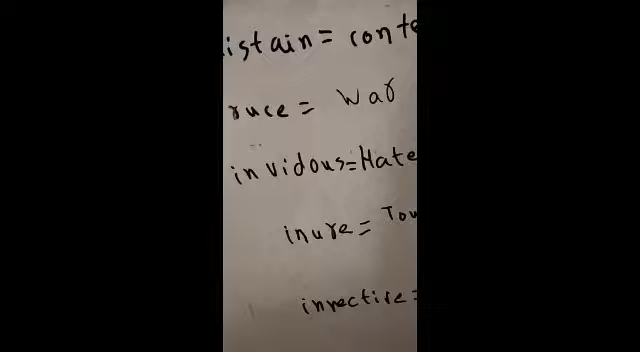 istain = conte
ruce = War
invidous = Hate
inure = Tou
invective =